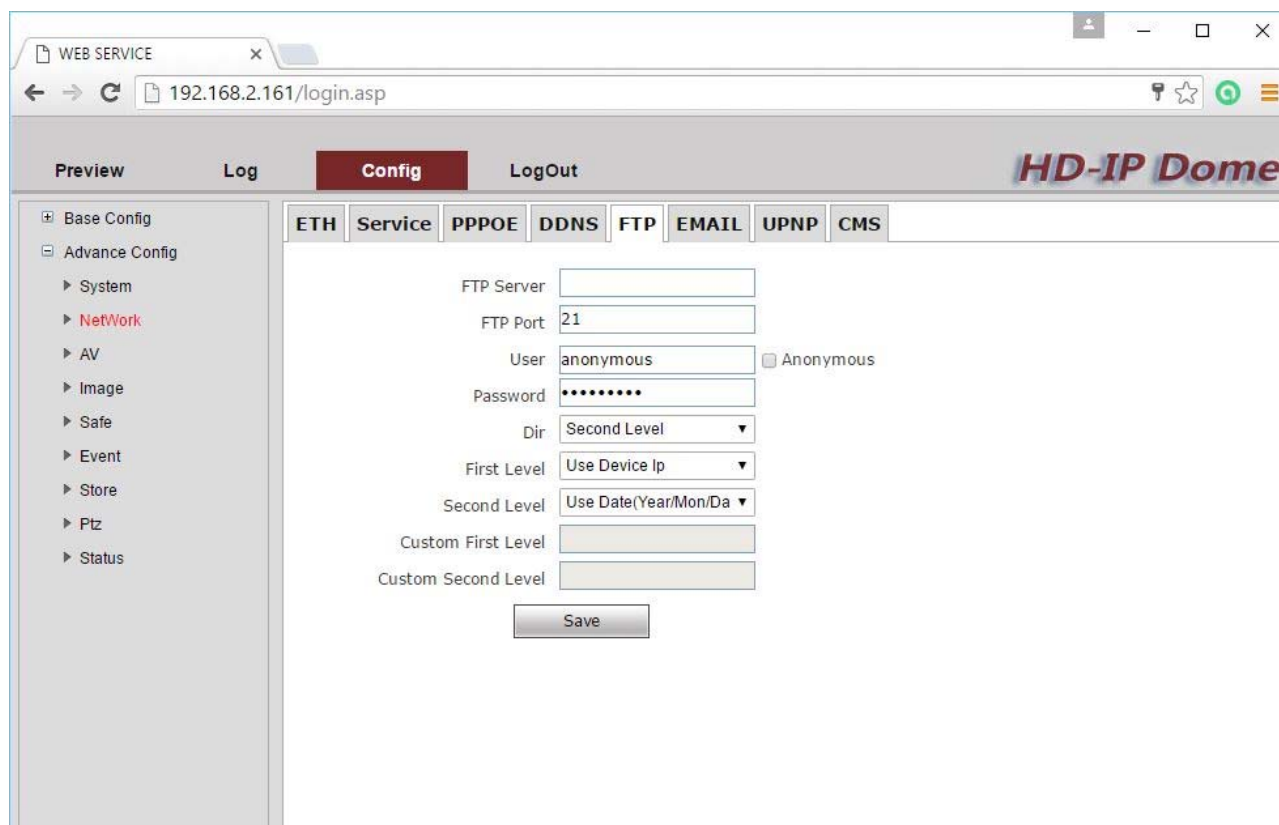 WEB SERVICE
192.168.2.161/login.asp
Preview Log Config LogOut HD-IP Dome
Base Config
Advance Config
System
NetWork
AV
Image
Safe
Event
Store
Ptz
Status
ETH Service PPPOE DDNS FTP EMAIL UPNP CMS
FTP Server
FTP Port 21
User anonymous Anonymous
Password •••••••••
Dir Second Level
First Level Use Device Ip
Second Level Use Date(Year/Mon/Da
Custom First Level
Custom Second Level
Save